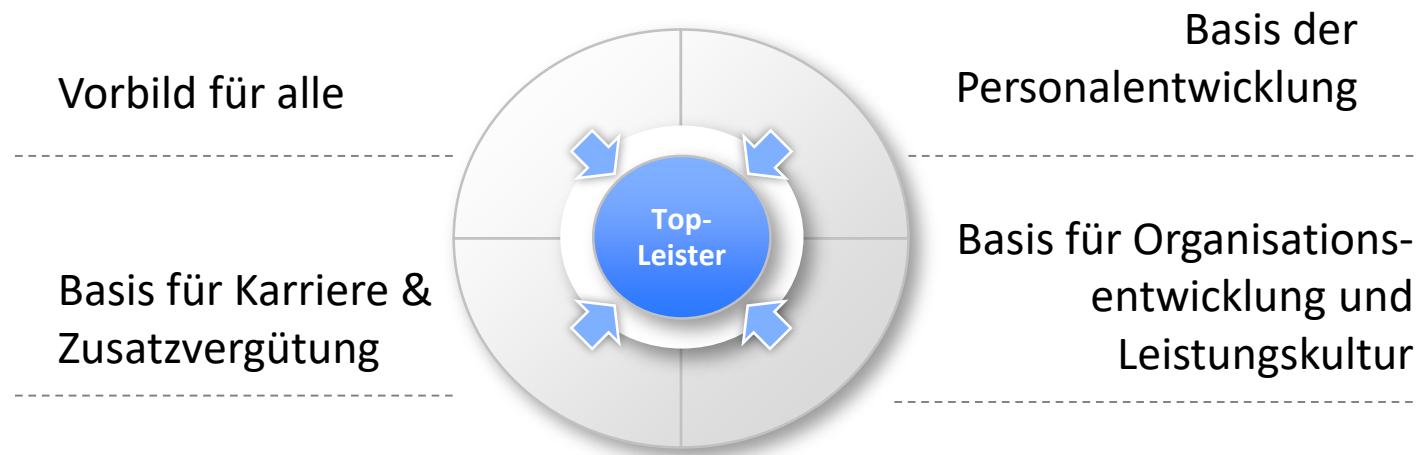 Vorbild für alle
Basis der
Personalentwicklung
Top-
Leister
Basis für Karriere &
Zusatzvergütung
Basis für Organisations-
entwicklung und
Leistungskultur